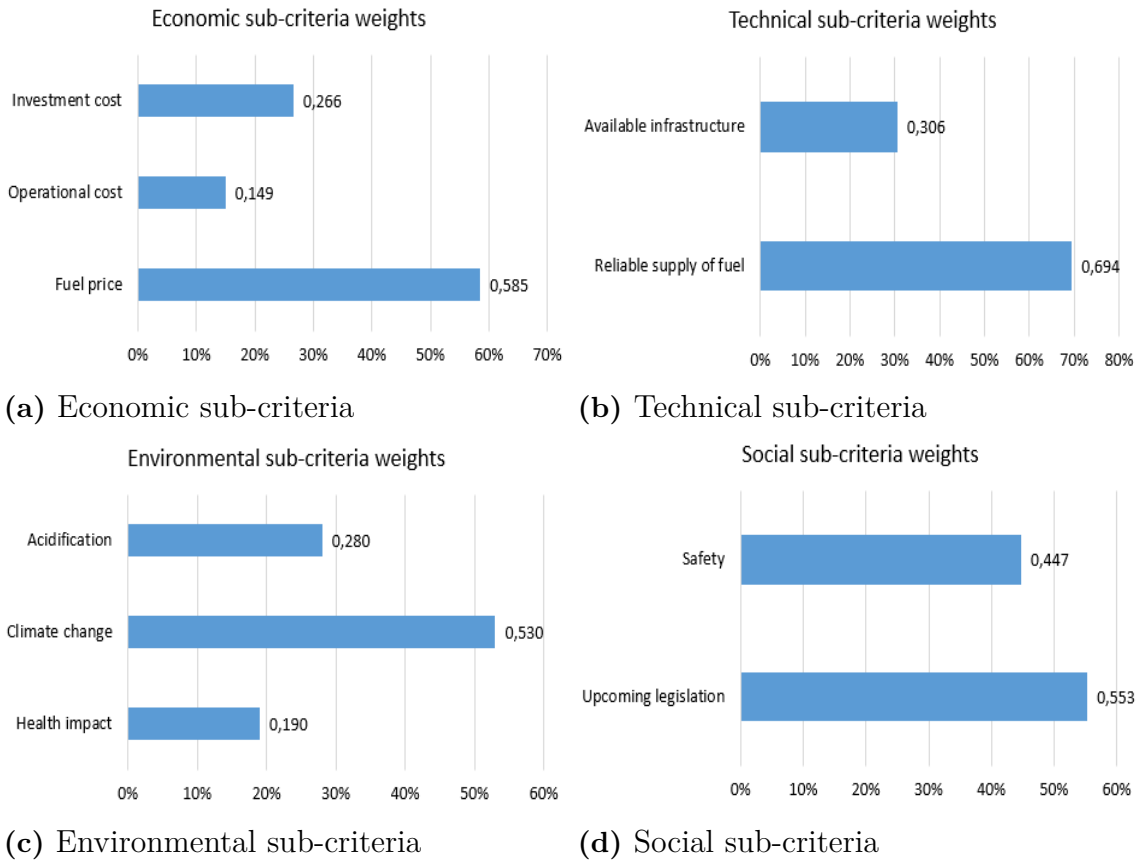 Economic sub-criteria weights
Investment cost
0,266
Operational cost
0,149
Fuel price
0,585
0% 10% 20% 30% 40% 50% 60% 70%
(a) Economic sub-criteria
Technical sub-criteria weights
Available infrastructure
0,306
Reliable supply of fuel
0,694
0% 10% 20% 30% 40% 50% 60% 70% 80%
(b) Technical sub-criteria
Environmental sub-criteria weights
Acidification
0,280
Climate change
0,530
Health impact
0,190
0% 10% 20% 30% 40% 50% 60%
(c) Environmental sub-criteria
Social sub-criteria weights
Safety
0,447
Upcoming legislation
0,553
0% 10% 20% 30% 40% 50% 60%
(d) Social sub-criteria